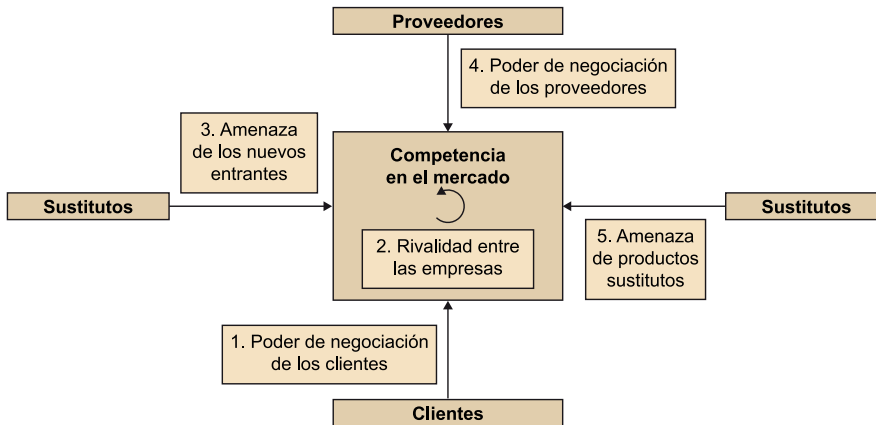 Proveedores
4. Poder de negociación
de los proveedores
3. Amenaza
de los nuevos
entrantes
Competencia
en el mercado
Sustitutos
Sustitutos
2. Rivalidad entre
las empresas
5. Amenaza
de productos
sustitutos
1. Poder de negociación
de los clientes
Clientes